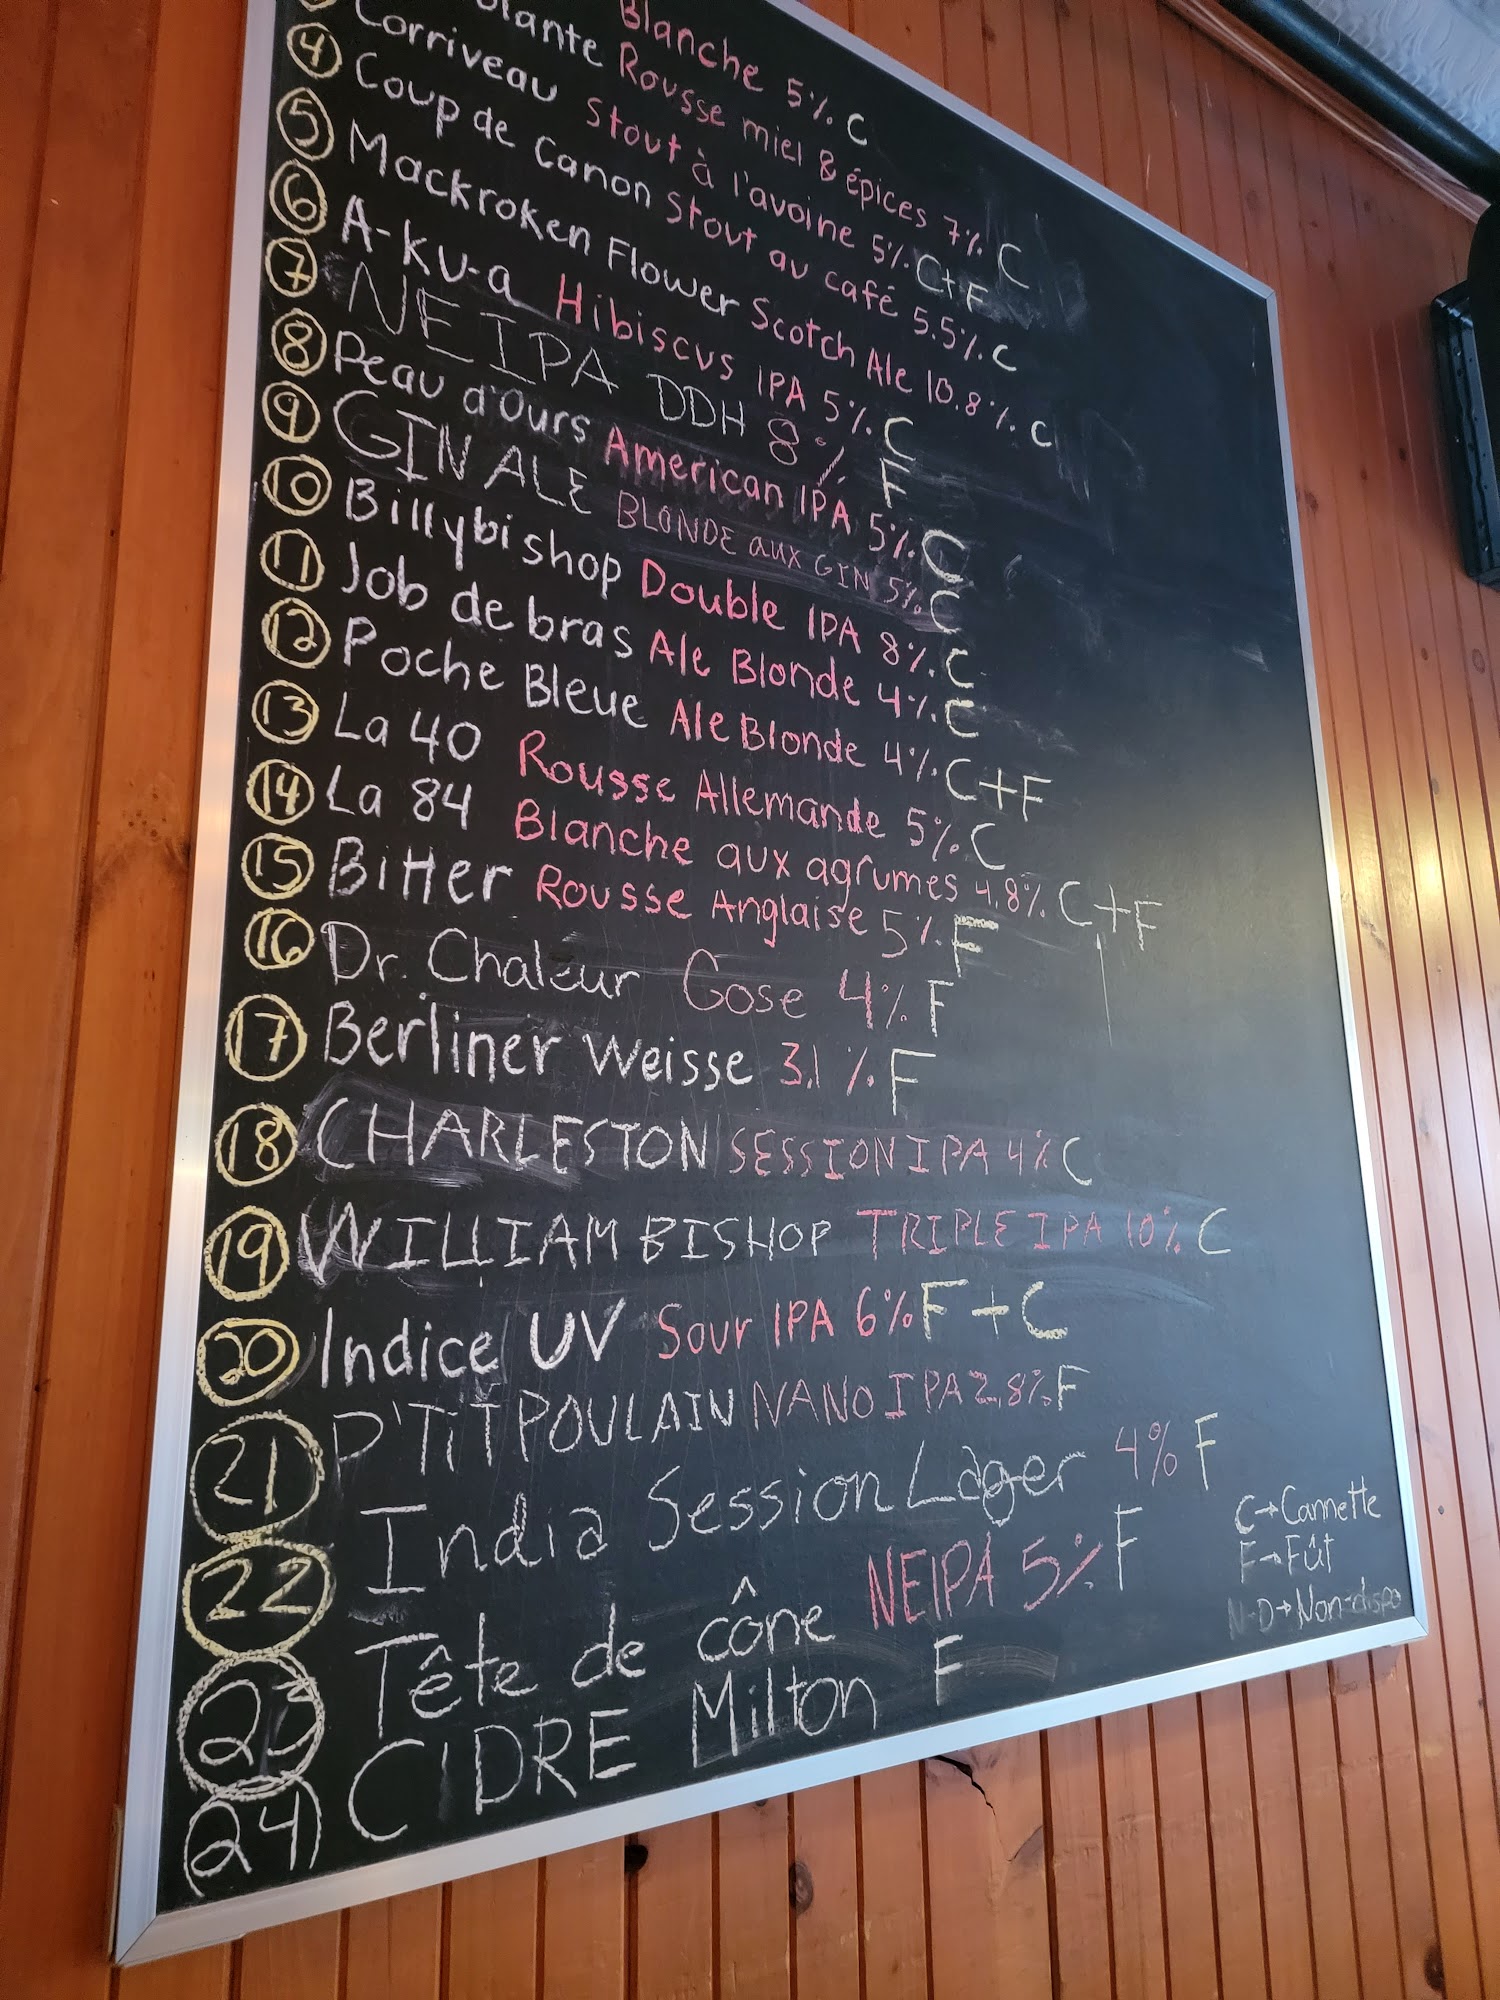 Blanche 5% C
Rousse miel & épices 7% C
Corriveau Stout à l'avoine 5% C+F
④ Coup de Canon Stout au café 5.5% C
⑤ Mackroken Flower Scotch Ale 10.8% C
⑥ A-ku-a Hibiscus IPA 5% C
⑦ NEIPA DDH 8% F
⑧ Peau d'Ours American IPA 5% C
⑨ GIN ALE BLONDE aux GIN 5% C
⑩ Billybishop Double IPA 8% C
⑪ Job de bras Ale Blonde 4% C
⑫ Poche Bleue Ale Blonde 4% C+F
⑬ La 40 Rousse Allemande 5% C
⑭ La 84 Blanche aux agrumes 4.8% C+F
⑮ Bitter Rousse Anglaise 5% F
⑯ Dr. Chaleur Gose 4% F
⑰ Berliner Weisse 3.1 % F
⑱ CHARLESTON SESSION IPA 4% C
⑲ WILLIAM BISHOP TRIPLE IPA 10% C
⑳ Indice UV Sour IPA 6% F + C
㉑ P'TIT POULAIN NANO IPA 2.8% F
㉒ India Session Lager 4% F
㉓ Tête de cône NEIPA 5% F
㉔ CIDRE Milton F
C→Cannette
F→Fût
N-D→Non-dispo